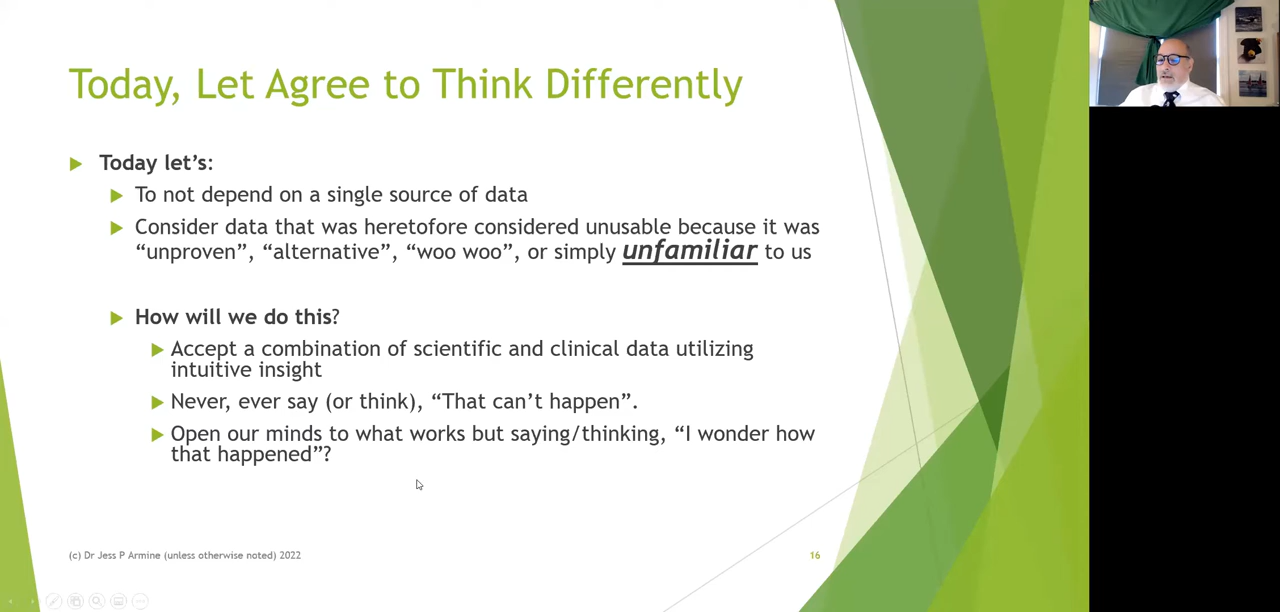 Today, Let Agree to Think Differently
Today let's:
To not depend on a single source of data
Consider data that was heretofore considered unusable because it was
“unproven”, “alternative”, “woo woo”, or simply unfamiliar to us
How will we do this?
Accept a combination of scientific and clinical data utilizing
intuitive insight
Never, ever say (or think), “That can't happen”.
Open our minds to what works but saying/thinking, “I wonder how
that happened”?
(c) Dr Jess P Armine (unless otherwise noted) 2022
16